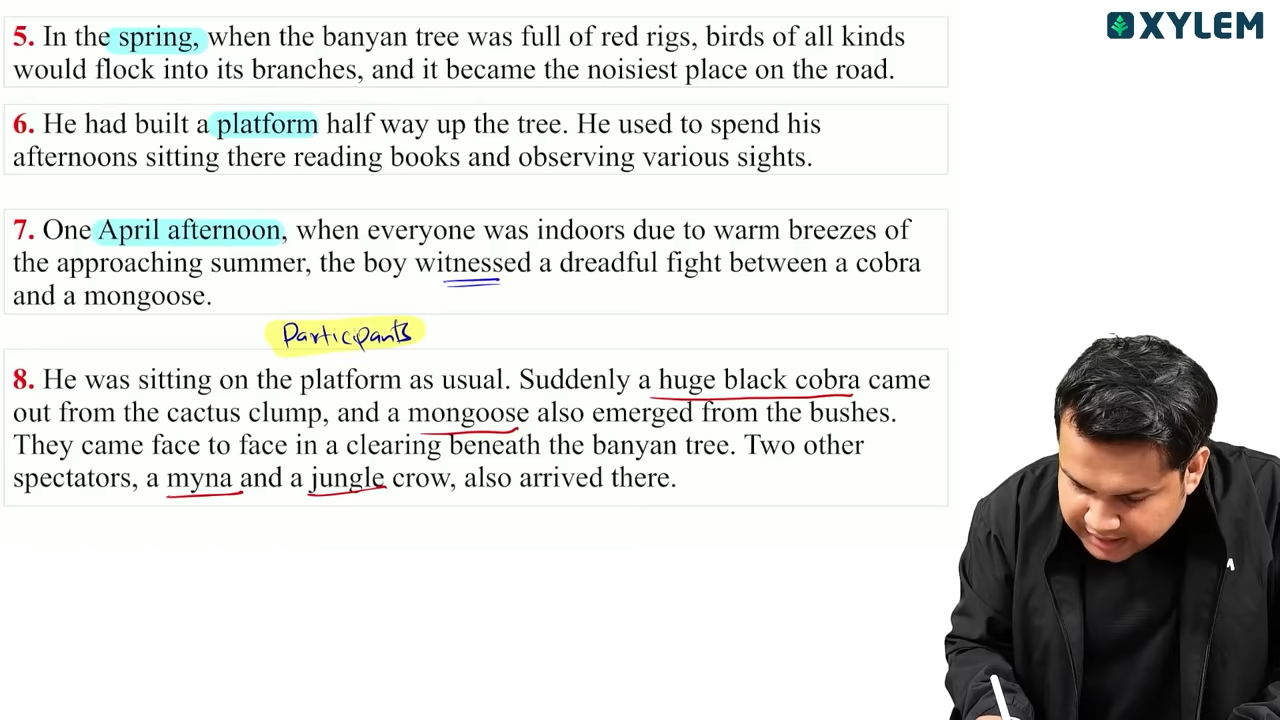 XYLEM
5. In the spring, when the banyan tree was full of red rigs, birds of all kinds
would flock into its branches, and it became the noisiest place on the road.
6. He had built a platform half way up the tree. He used to spend his
afternoons sitting there reading books and observing various sights.
7. One April afternoon, when everyone was indoors due to warm breezes of
the approaching summer, the boy witnessed a dreadful fight between a cobra
and a mongoose.
Participants
8. He was sitting on the platform as usual. Suddenly a huge black cobra came
out from the cactus clump, and a mongoose also emerged from the bushes.
They came face to face in a clearing beneath the banyan tree. Two other
spectators, a myna and a jungle crow, also arrived there.